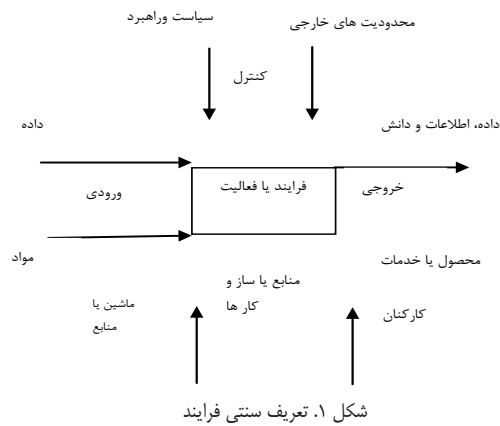 سیاست وراهبرد
محدودیت های خارجی
کنترل
داده
داده، اطلاعات و دانش
ورودی
فرایند یا فعالیت
خروجی
مواد
محصول یا خدمات
منابع یا ساز و
کار ها
ماشین یا
منابع
کارکنان
شکل ۱. تعریف سنتی فرایند